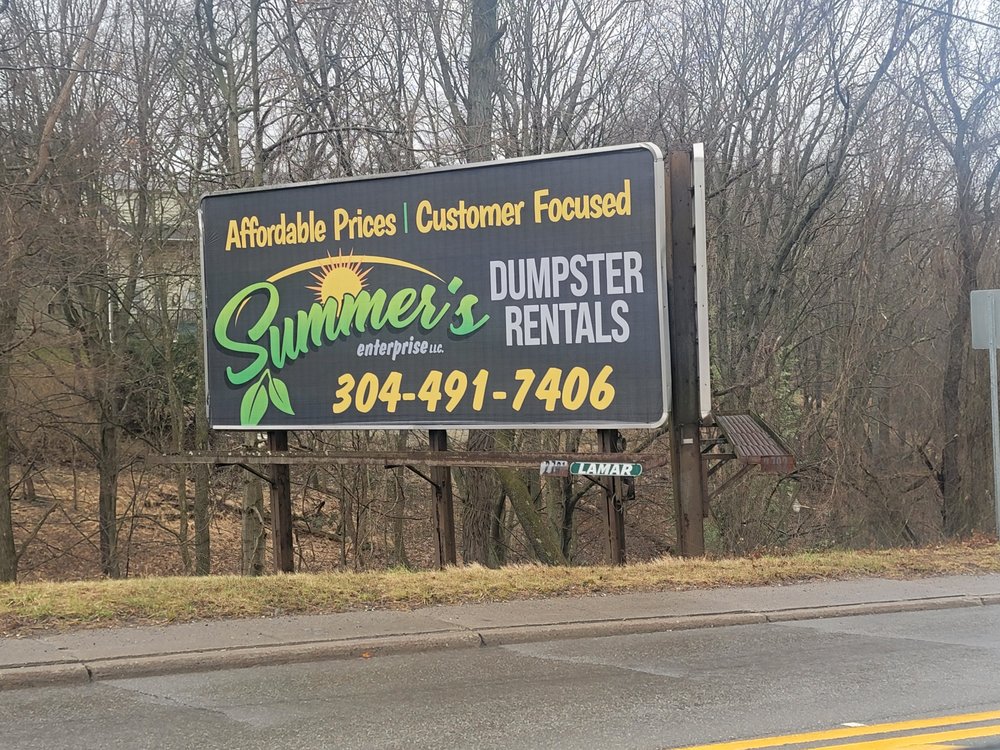 Affordable Prices | Customer Focused
Summer's
enterprise LLC.
DUMPSTER
RENTALS
304-491-7406
LAMAR